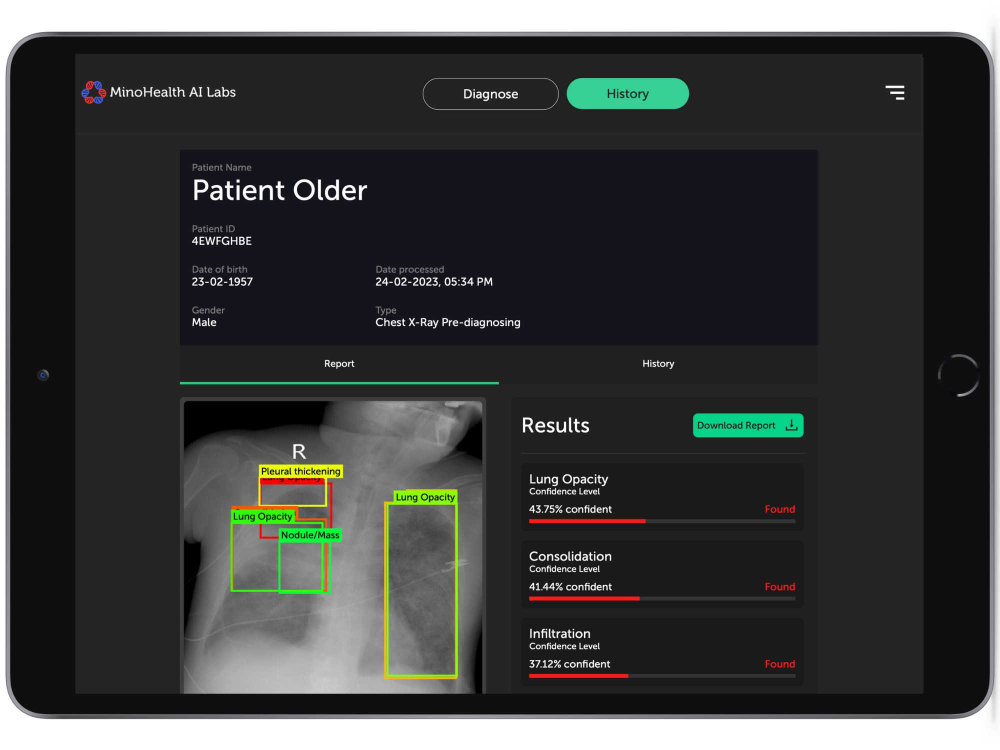 MinoHealth AI Labs
Diagnose
History
Patient Name
Patient Older
Patient ID
4EWFGHBE
Date of birth
23-02-1957
Date processed
24-02-2023, 05:34 PM
Gender
Male
Type
Chest X-Ray Pre-diagnosing
Report
History
R
Pleural thickening
Lung Opacity
Lung Opacity
Nodule/Mass
Lung Opacity
Results
Download Report
Lung Opacity
Confidence Level
43.75% confident
Found
Consolidation
Confidence Level
41.44% confident
Found
Infiltration
Confidence Level
37.12% confident
Found